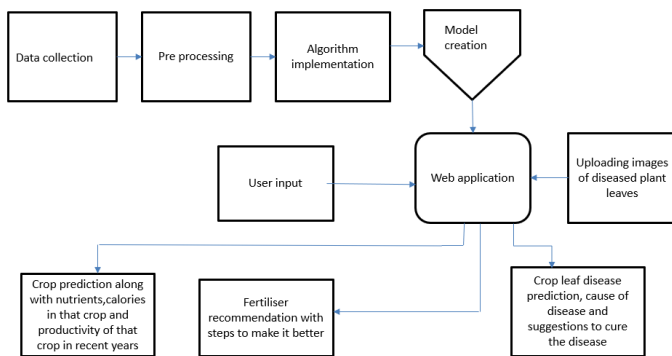 Data collection
Pre processing
Algorithm
implementation
Model
creation
User input
Web application
Uploading images
of diseased plant
leaves
Crop prediction along
with nutrients,calories
in that crop and
productivity of that
crop in recent years
Fertiliser
recommendation with
steps to make it better
Crop leaf disease
prediction, cause of
disease and
suggestions to cure
the disease